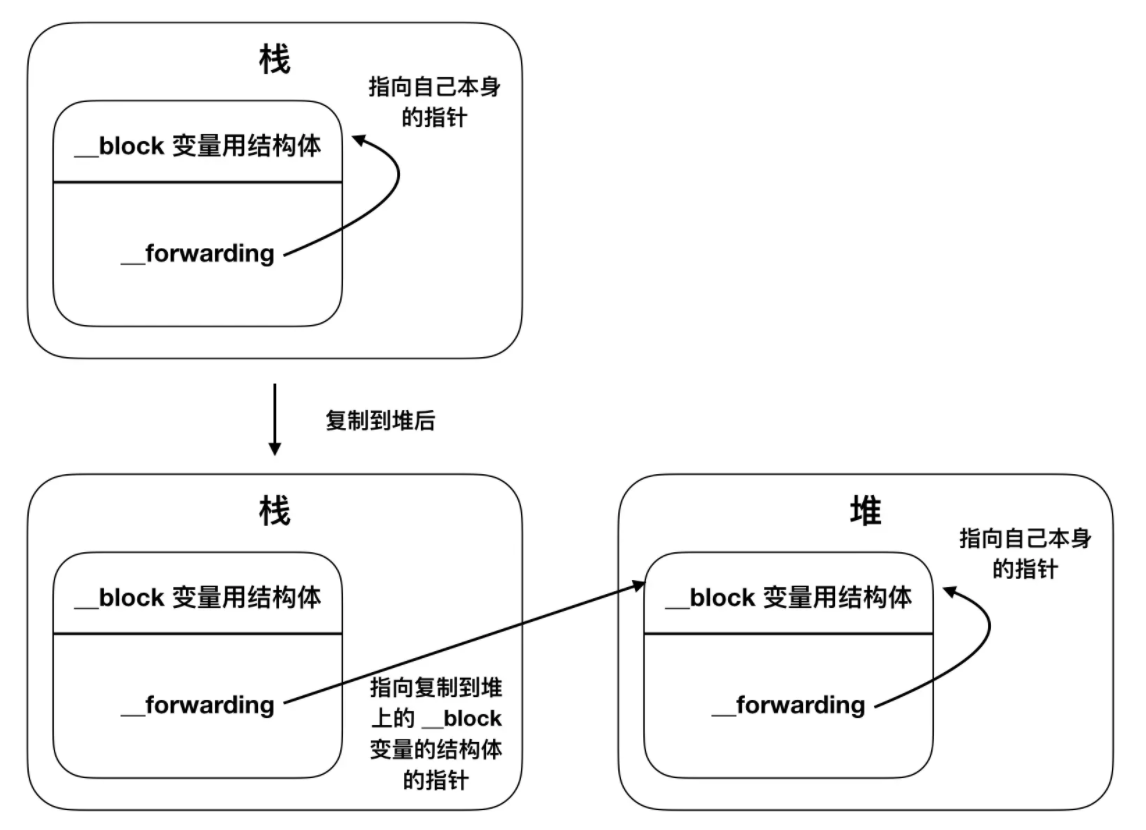 栈
指向自己本身
的指针
__block 变量用结构体
__forwarding
复制到堆后
栈
__block 变量用结构体
__forwarding
指向复制到堆
上的 __block
变量的结构体
的指针
堆
指向自己本身
的指针
__block 变量用结构体
__forwarding